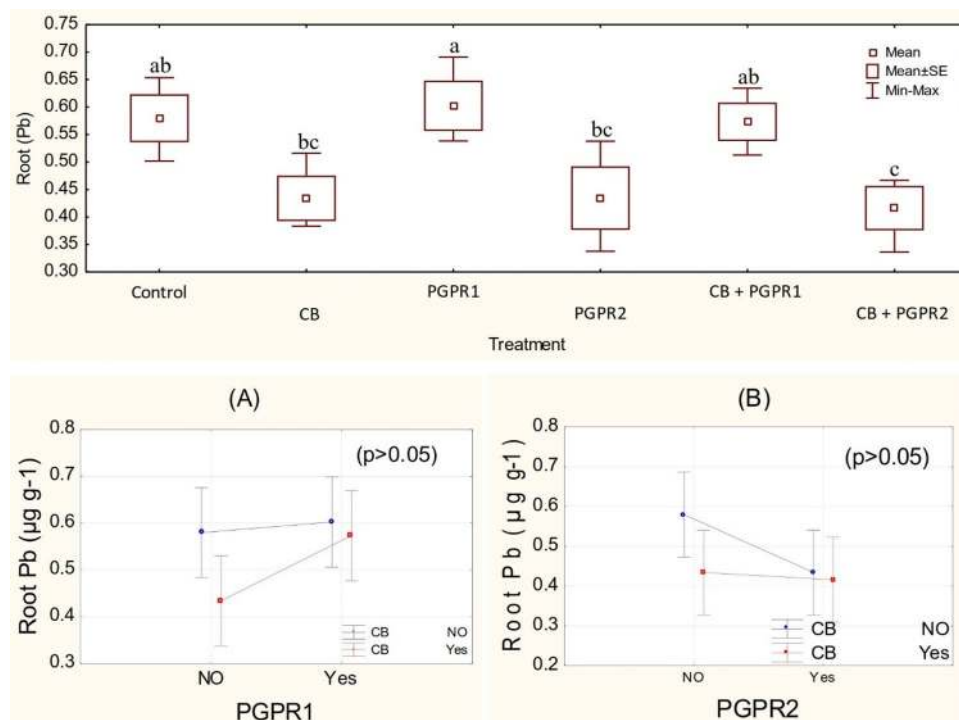 0.75
0.70
0.65
0.60
0.55
0.50
0.45
0.40
0.35
0.30
Root (Pb)
ab
bc
a
bc
ab
c
Mean
Mean±SE
Min-Max
Control
CB
PGPR1
PGPR2
CB + PGPR1
CB + PGPR2
Treatment
(A)
0.8
0.7
0.6
0.5
0.4
0.3
Root Pb (µg g-1)
(p>0.05)
CB NO
CB Yes
NO Yes
PGPR1
(B)
0.8
0.7
0.6
0.5
0.4
0.3
0.2
Root Pb (µg g-1)
(p>0.05)
CB NO
CB Yes
NO Yes
PGPR2